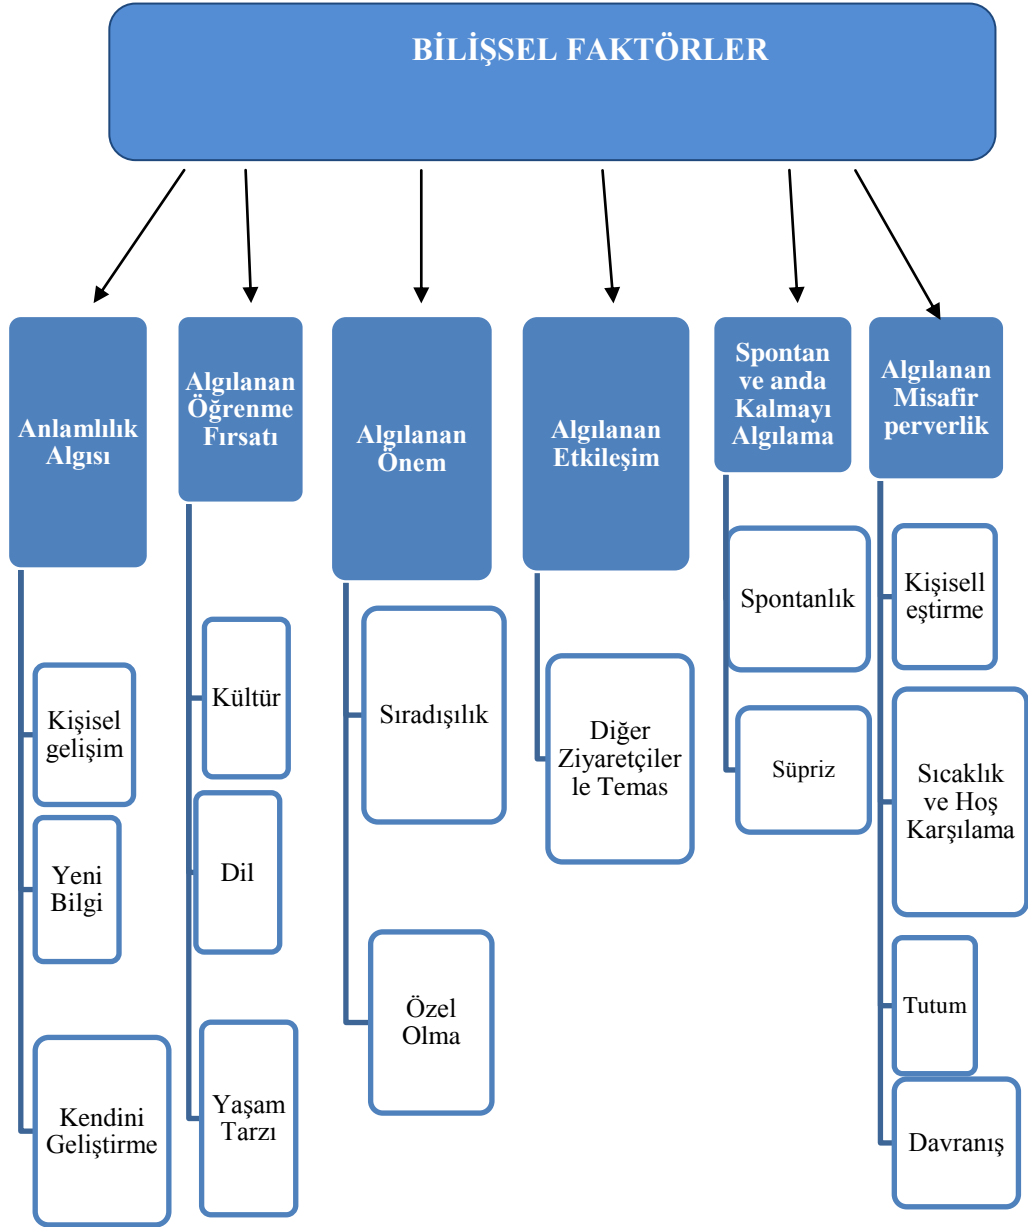 BİLİŞSEL FAKTÖRLER
Anlamlılık
Algısı
Kişisel
gelişim
Yeni
Bilgi
Kendini
Geliştirme
Algılanan
Öğrenme
Fırsatı
Kültür
Dil
Yaşam
Tarzı
Algılanan
Önem
Sıradışılık
Özel
Olma
Algılanan
Etkileşim
Diğer
Ziyaretçiler
le Temas
Spontan
ve anda
Kalmayı
Algılama
Spontanlık
Süpriz
Algılanan
Misafir
perverlik
Kişisell
eştirme
Sıcaklık
ve Hoş
Karşılama
Tutum
Davranış